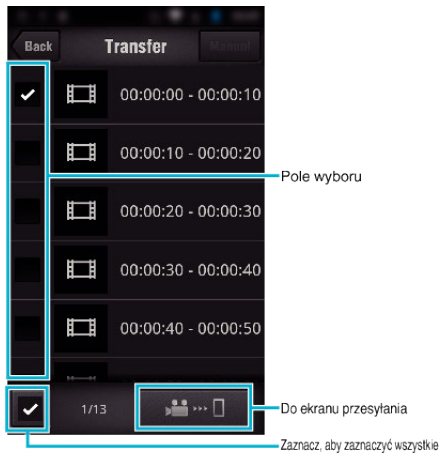 Back
Transfer
Manual
00:00:00 - 00:00:10
00:00:10 - 00:00:20
Pole wyboru
00:00:20 - 00:00:30
00:00:30 - 00:00:40
00:00:40 - 00:00:50
1/13
Do ekranu przesyłania
Zaznacz, aby zaznaczyć wszystkie